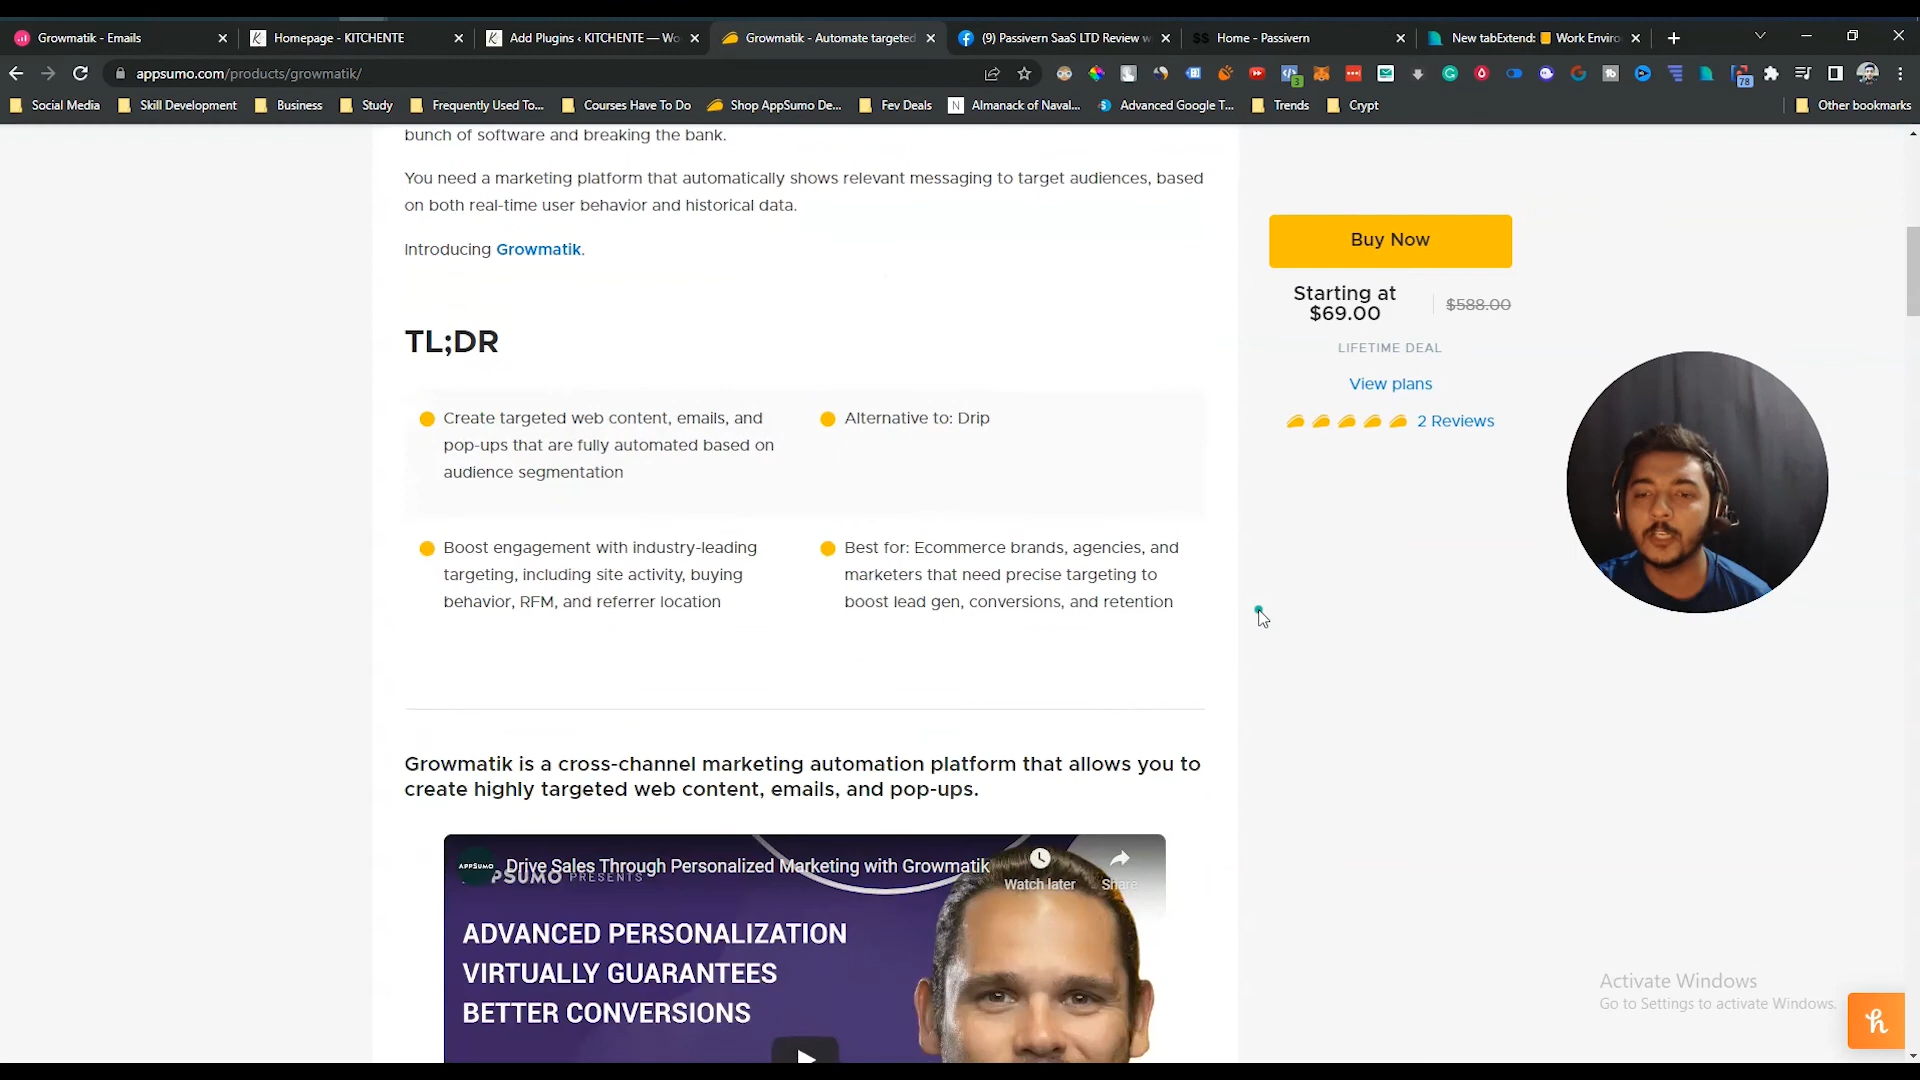 Growmatik - Emails
Homepage - KITCHENTE
Add Plugins ‹ KITCHENTE — Wo
Growmatik - Automate targeted
(9) Passivern SaaS LTD Review w
Home - Passivern
New tabExtend: Work Enviro
appsumo.com/products/growmatik/
Social Media
Skill Development
Business
Study
Frequently Used To...
Courses Have To Do
Shop AppSumo De...
Fev Deals
Almanack of Naval...
Advanced Google T...
Trends
Crypt
Other bookmarks
bunch of software and breaking the bank.
You need a marketing platform that automatically shows relevant messaging to target audiences, based
on both real-time user behavior and historical data.
Introducing Growmatik.
TL;DR
Create targeted web content, emails, and
pop-ups that are fully automated based on
audience segmentation
Alternative to: Drip
Boost engagement with industry-leading
targeting, including site activity, buying
behavior, RFM, and referrer location
Best for: Ecommerce brands, agencies, and
marketers that need precise targeting to
boost lead gen, conversions, and retention
Growmatik is a cross-channel marketing automation platform that allows you to
create highly targeted web content, emails, and pop-ups.
APPSUMO
Drive Sales Through Personalized Marketing with Growmatik
PSUMO PRESENTS
Watch later
Share
ADVANCED PERSONALIZATION
VIRTUALLY GUARANTEES
BETTER CONVERSIONS
Buy Now
Starting at
$69.00
$588.00
LIFETIME DEAL
View plans
2 Reviews
Activate Windows
Go to Settings to activate Windows.